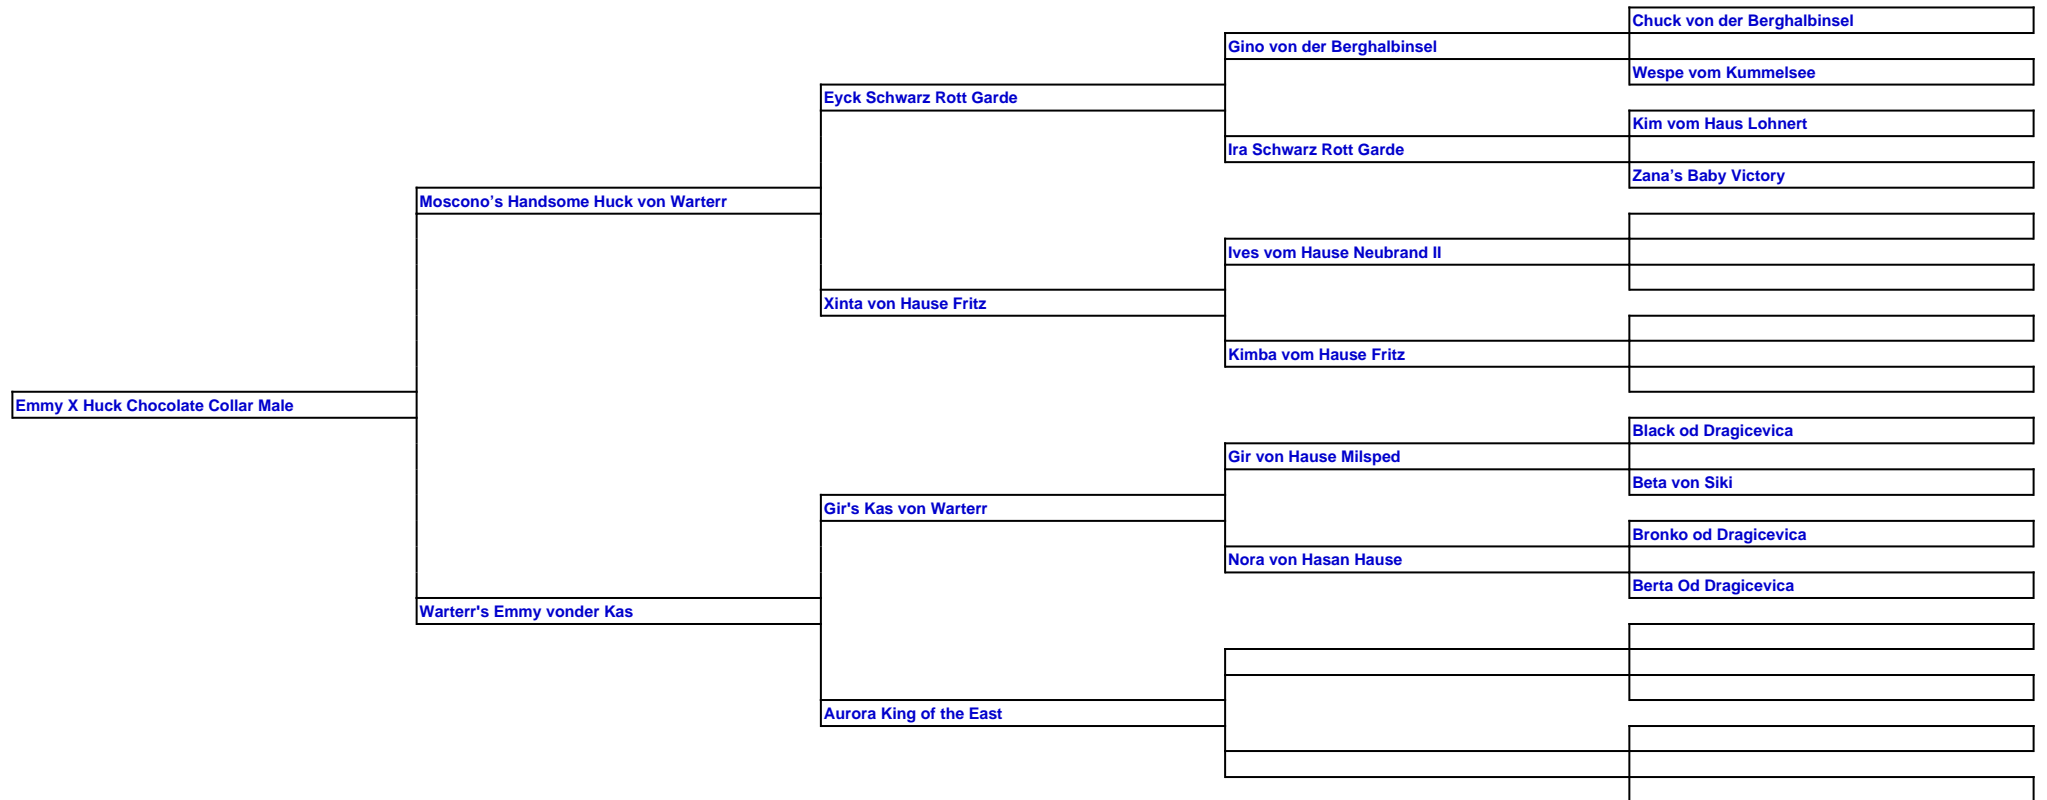 Chuck von der Berghalbinsel
Gino von der Berghalbinsel
Wespe vom Kummelsee
Eyck Schwarz Rott Garde
Kim vom Haus Lohnert
Ira Schwarz Rott Garde
Zana’s Baby Victory
Moscono’s Handsome Huck von Warterr
Ives vom Hause Neubrand II
Xinta von Hause Fritz
Kimba vom Hause Fritz
Emmy X Huck Chocolate Collar Male
Black od Dragicevica
Gir von Hause Milsped
Beta von Siki
Gir's Kas von Warterr
Bronko od Dragicevica
Nora von Hasan Hause
Berta Od Dragicevica
Warterr's Emmy vonder Kas
Aurora King of the East